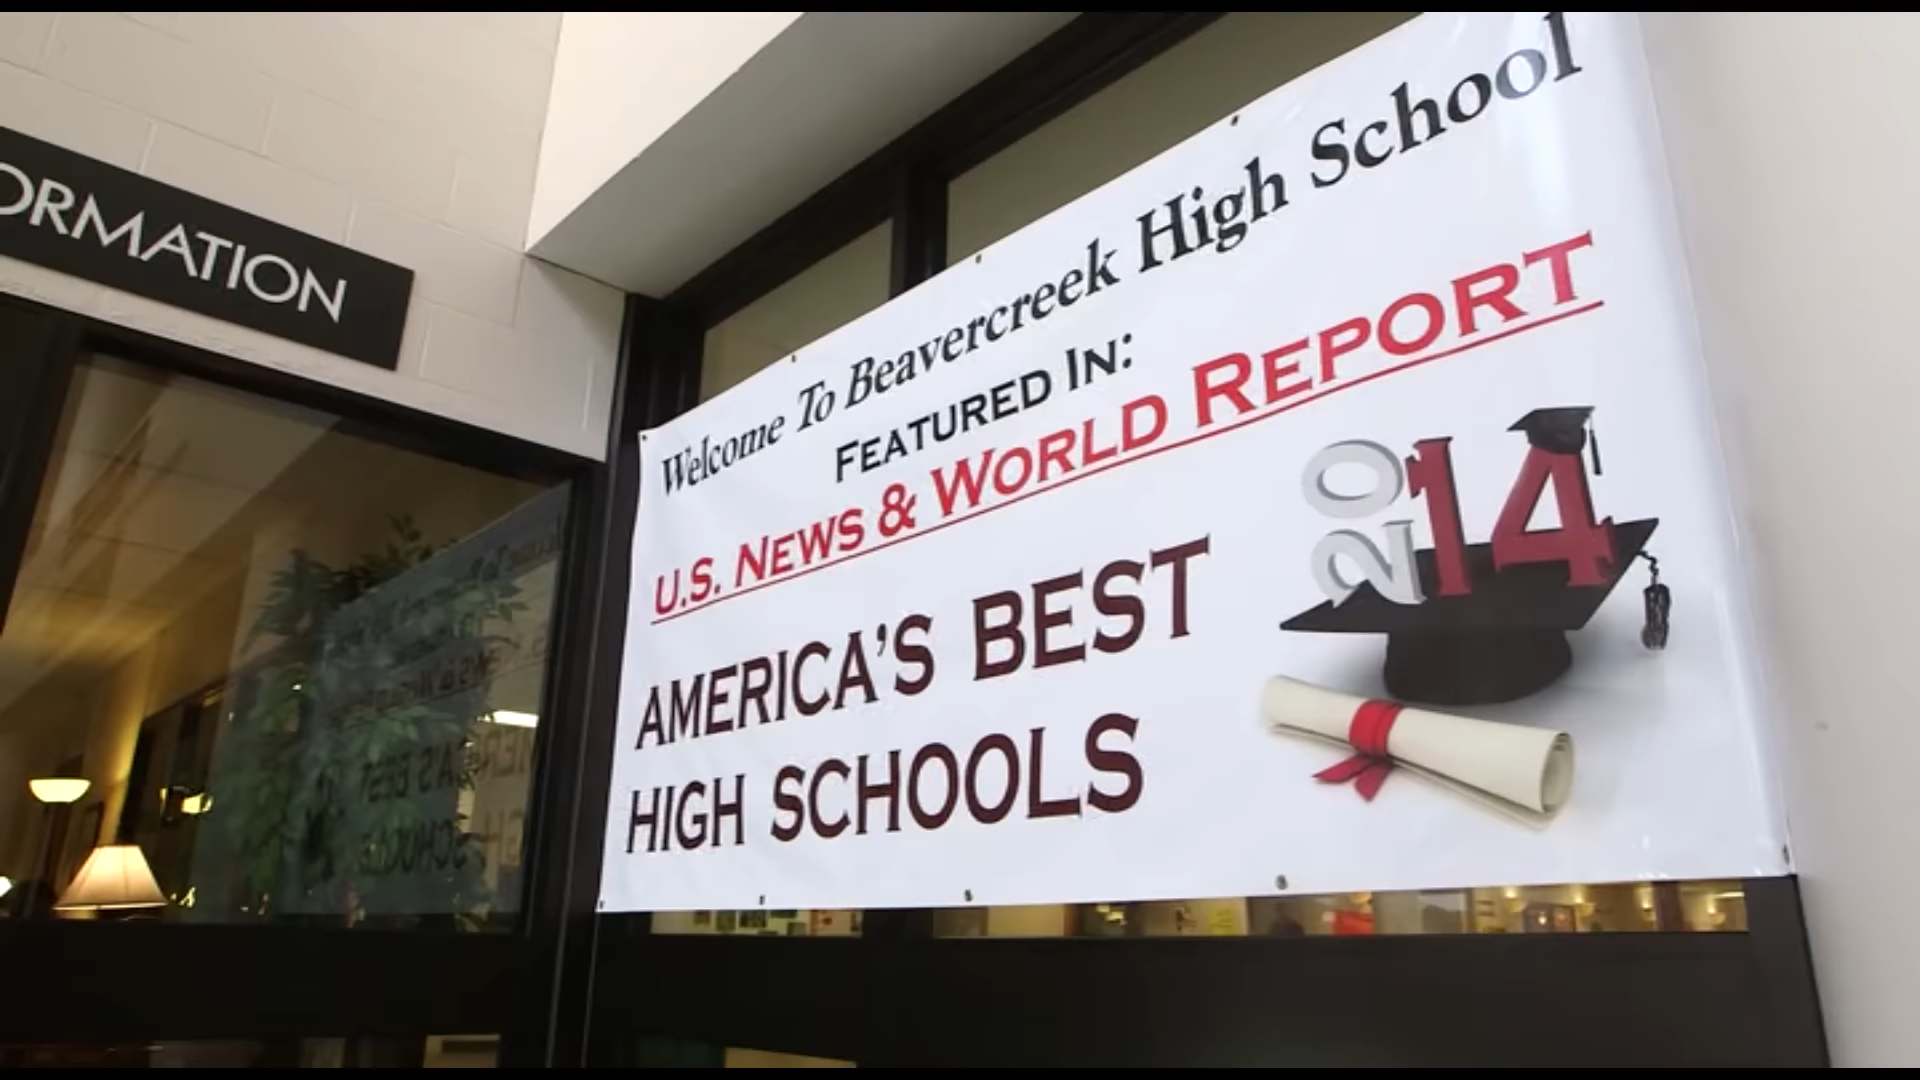 ORMATION
Welcome To Beavercreek High School
FEATURED IN:
U.S. NEWS & WORLD REPORT
AMERICA'S BEST
HIGH SCHOOLS
2014